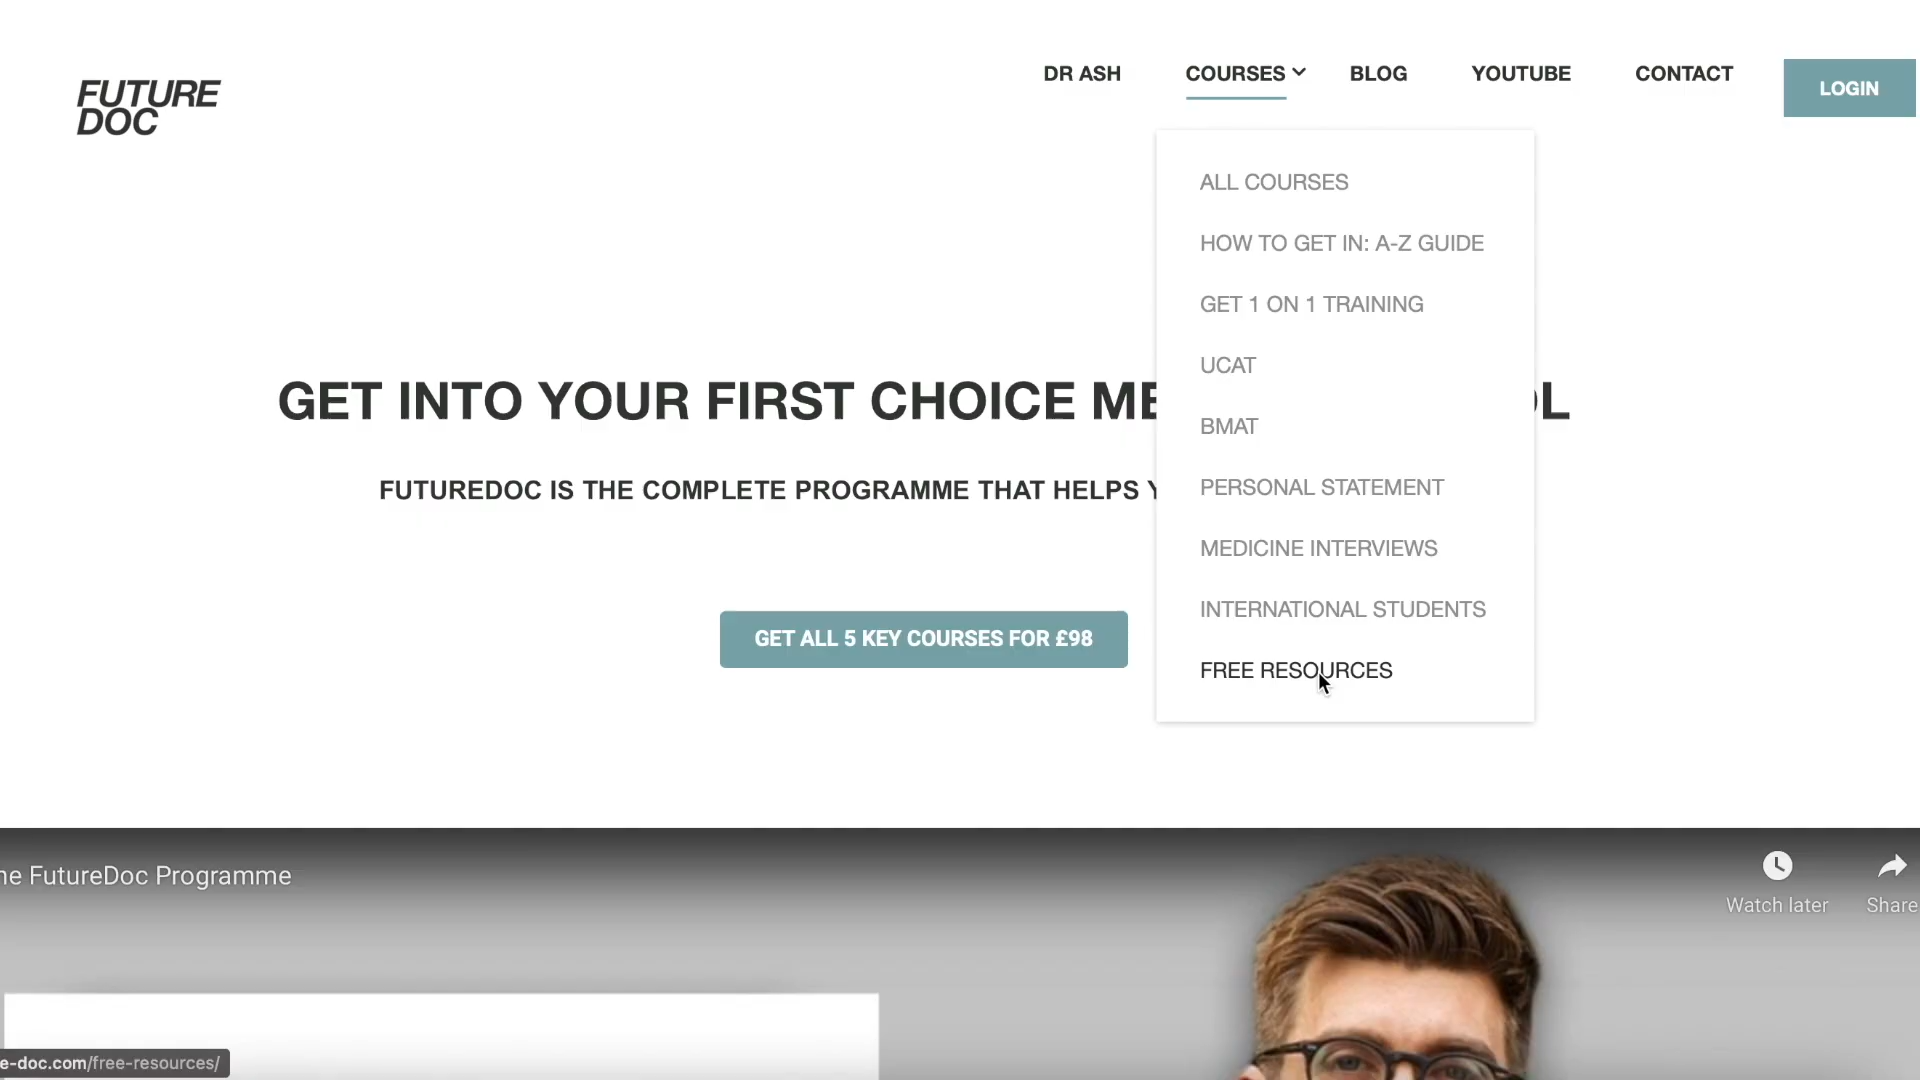 FUTURE
DOC
DR ASH
COURSES
BLOG
YOUTUBE
CONTACT
LOGIN
ALL COURSES
HOW TO GET IN: A-Z GUIDE
GET 1 ON 1 TRAINING
UCAT
BMAT
PERSONAL STATEMENT
MEDICINE INTERVIEWS
INTERNATIONAL STUDENTS
FREE RESOURCES
GET INTO YOUR FIRST CHOICE
FUTUREDOC IS THE COMPLETE PROGRAMME THAT HELPS
GET ALL 5 KEY COURSES FOR £98
FutureDoc Programme
Watch later
Share
e-doc.com/free-resources/